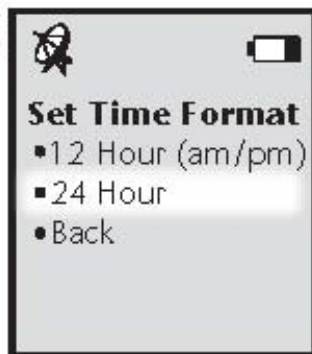 Set Time Format
•12 Hour (am/pm)
▪24 Hour
•Back